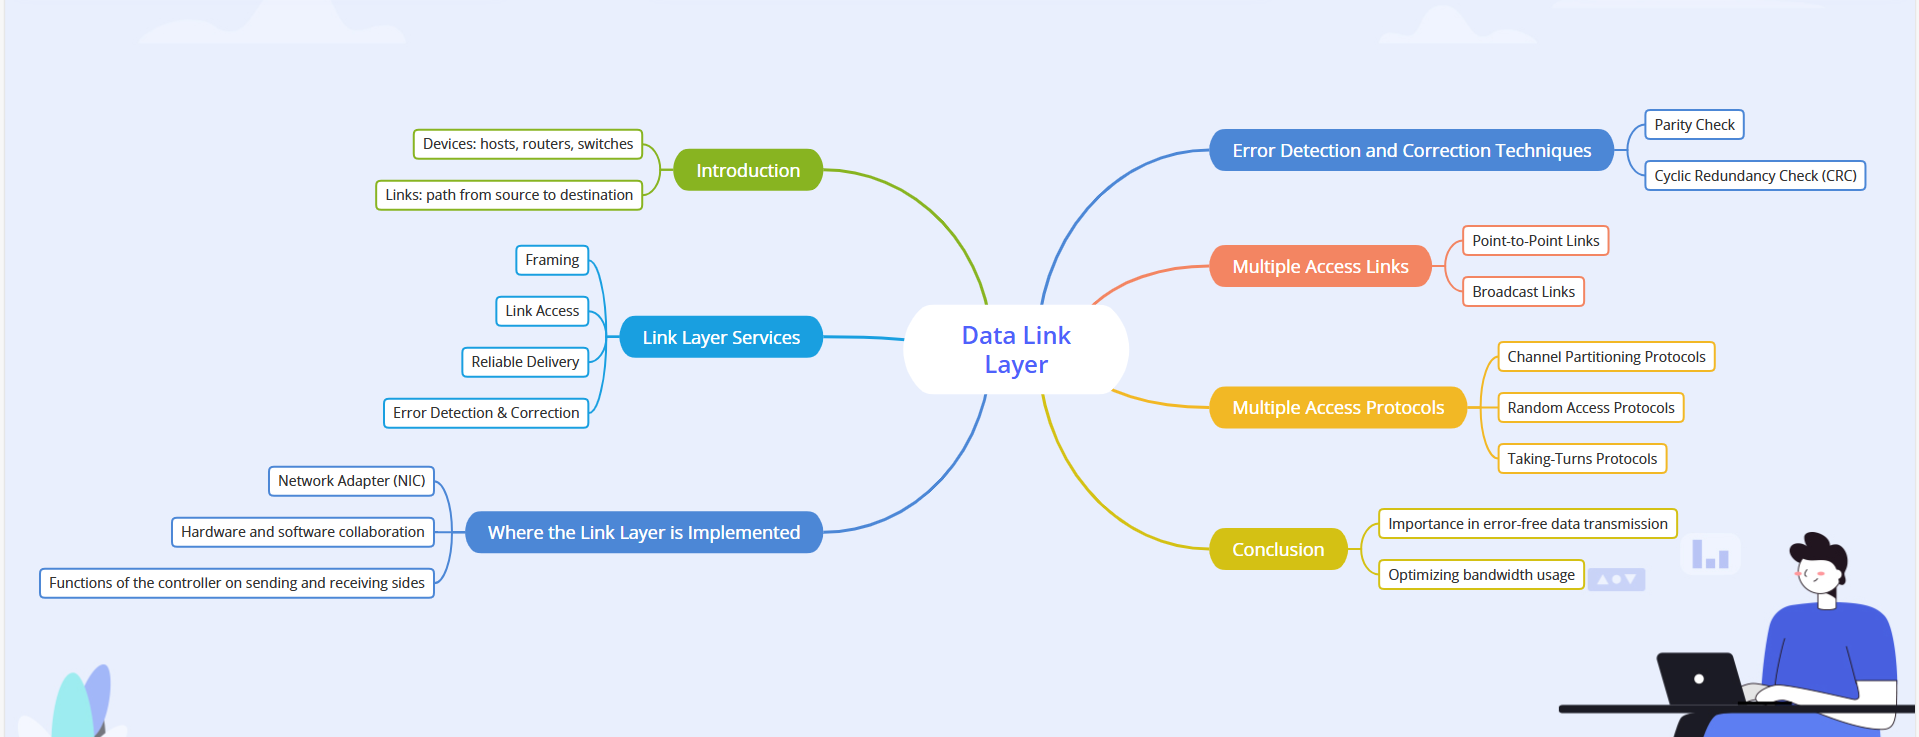 Data Link
Layer
Introduction
Devices: hosts, routers, switches
Links: path from source to destination
Link Layer Services
Framing
Link Access
Reliable Delivery
Error Detection & Correction
Where the Link Layer is Implemented
Network Adapter (NIC)
Hardware and software collaboration
Functions of the controller on sending and receiving sides
Error Detection and Correction Techniques
Parity Check
Cyclic Redundancy Check (CRC)
Multiple Access Links
Point-to-Point Links
Broadcast Links
Multiple Access Protocols
Channel Partitioning Protocols
Random Access Protocols
Taking-Turns Protocols
Conclusion
Importance in error-free data transmission
Optimizing bandwidth usage